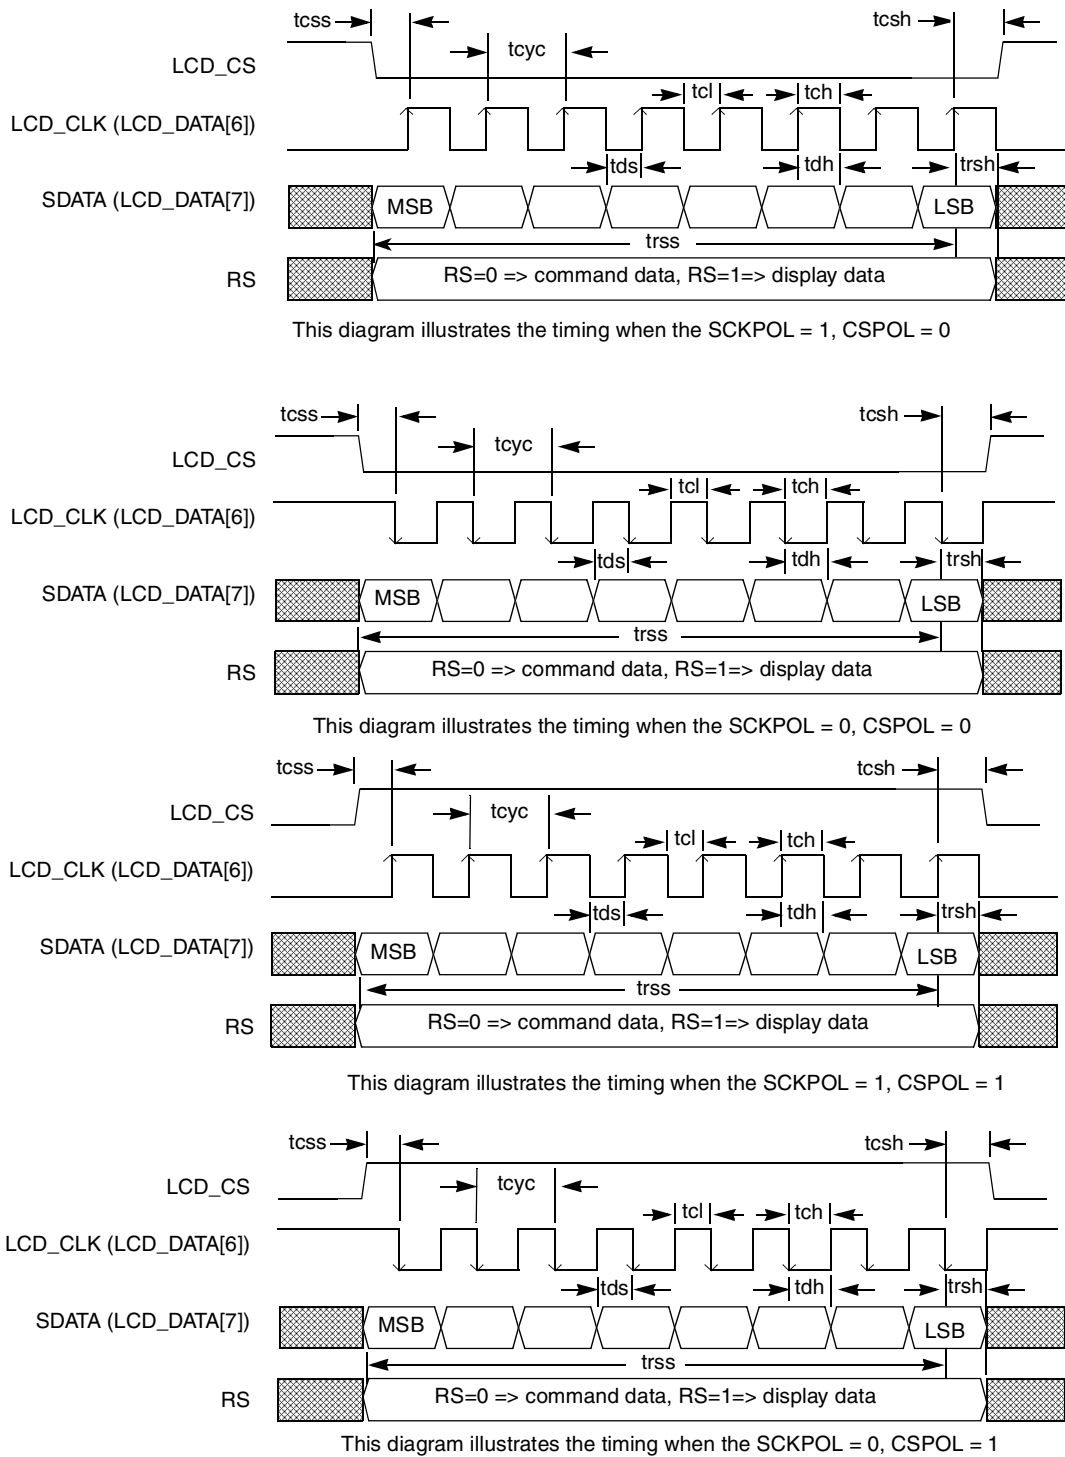 tcss
tcsh
LCD_CS
tcyc
tcl
tch
LCD_CLK (LCD_DATA[6])
tds
tdh
trsh
SDATA (LCD_DATA[7])
MSB
LSB
trss
RS
RS=0 => command data, RS=1=> display data
This diagram illustrates the timing when the SCKPOL = 1, CSPOL = 0
tcss
tcsh
tcyc
LCD_CS
tcl
tch
LCD_CLK (LCD_DATA[6])
tds
tdh
trsh
SDATA (LCD_DATA[7])
MSB
LSB
trss
RS
RS=0 => command data, RS=1=> display data
This diagram illustrates the timing when the SCKPOL = 0, CSPOL = 0
tcss
tcsh
LCD_CS
tcyc
tcl
tch
LCD_CLK (LCD_DATA[6])
tds
tdh
trsh
SDATA (LCD_DATA[7])
MSB
LSB
trss
RS
RS=0 => command data, RS=1=> display data
This diagram illustrates the timing when the SCKPOL = 1, CSPOL = 1
tcss
tcsh
LCD_CS
tcyc
tcl
tch
LCD_CLK (LCD_DATA[6])
tds
tdh
trsh
SDATA (LCD_DATA[7])
MSB
LSB
trss
RS
RS=0 => command data, RS=1=> display data
This diagram illustrates the timing when the SCKPOL = 0, CSPOL = 1